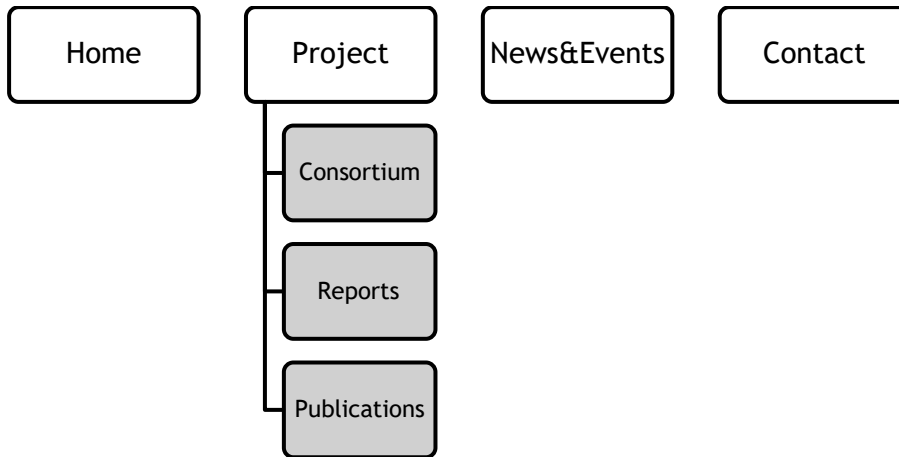 Home
Project
News&Events
Contact
Consortium
Reports
Publications